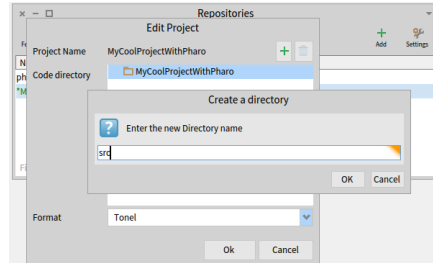 Repositories
Edit Project
Add
Settings
Project Name
MyCoolProjectWithPharo
Code directory
MyCoolProjectWithPharo
Create a directory
Enter the new Directory name
src
OK
Cancel
Format
Tonel
Ok
Cancel